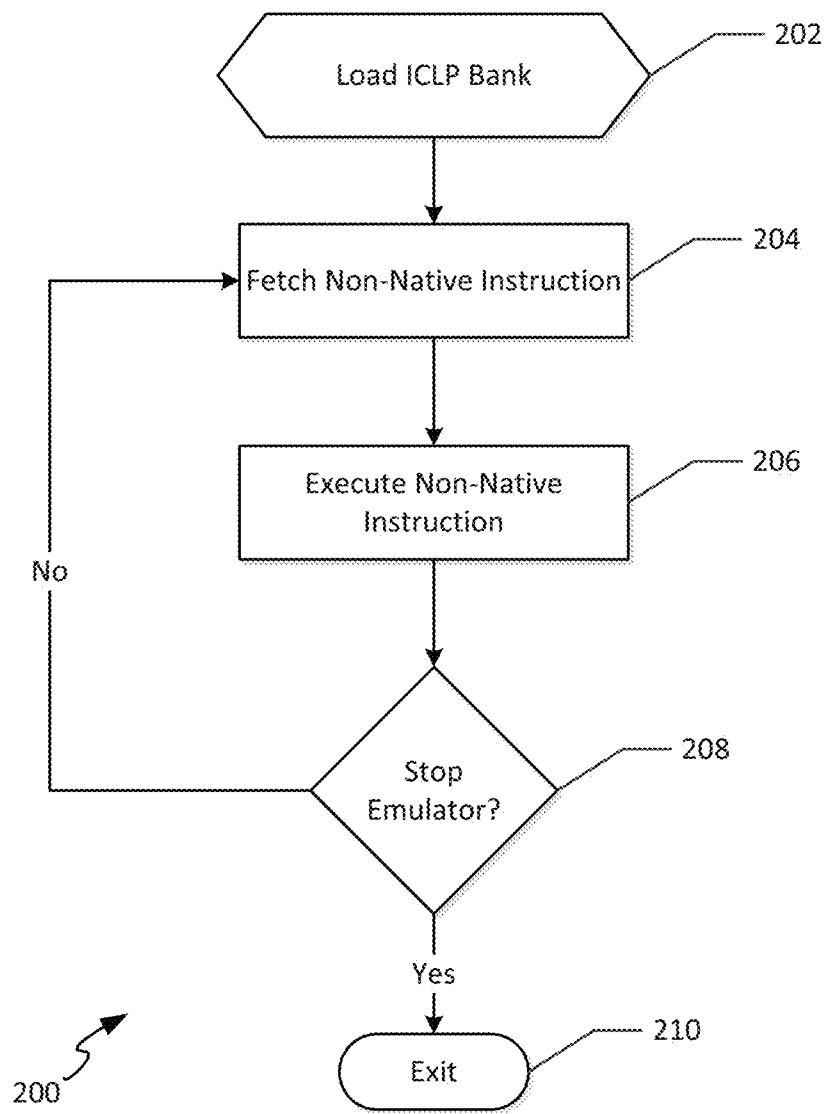 Load ICLP Bank
202
Fetch Non-Native Instruction
204
Execute Non-Native
Instruction
206
No
Stop
Emulator?
208
Yes
Exit
210
200